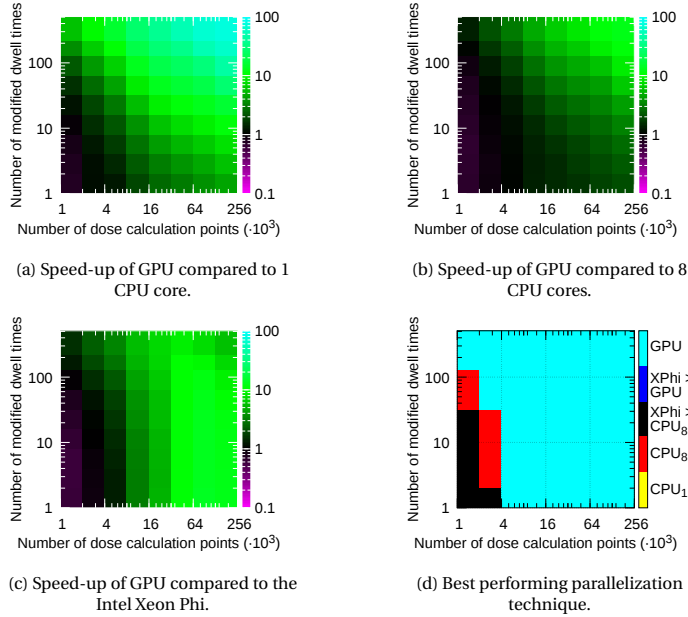 Number of modified dwell times
100
10
1
1
4
16
64
256
Number of dose calculation points (·10³)
100
10
1
0.1
(a) Speed-up of GPU compared to 1
CPU core.
Number of modified dwell times
100
10
1
1
4
16
64
256
Number of dose calculation points (·10³)
100
10
1
0.1
(b) Speed-up of GPU compared to 8
CPU cores.
Number of modified dwell times
100
10
1
1
4
16
64
256
Number of dose calculation points (·10³)
100
10
1
0.1
(c) Speed-up of GPU compared to the
Intel Xeon Phi.
Number of modified dwell times
100
10
1
1
4
16
64
256
Number of dose calculation points (·10³)
GPU
XPhi >
GPU
XPhi >
CPU₈
CPU₈
CPU₁
(d) Best performing parallelization
technique.